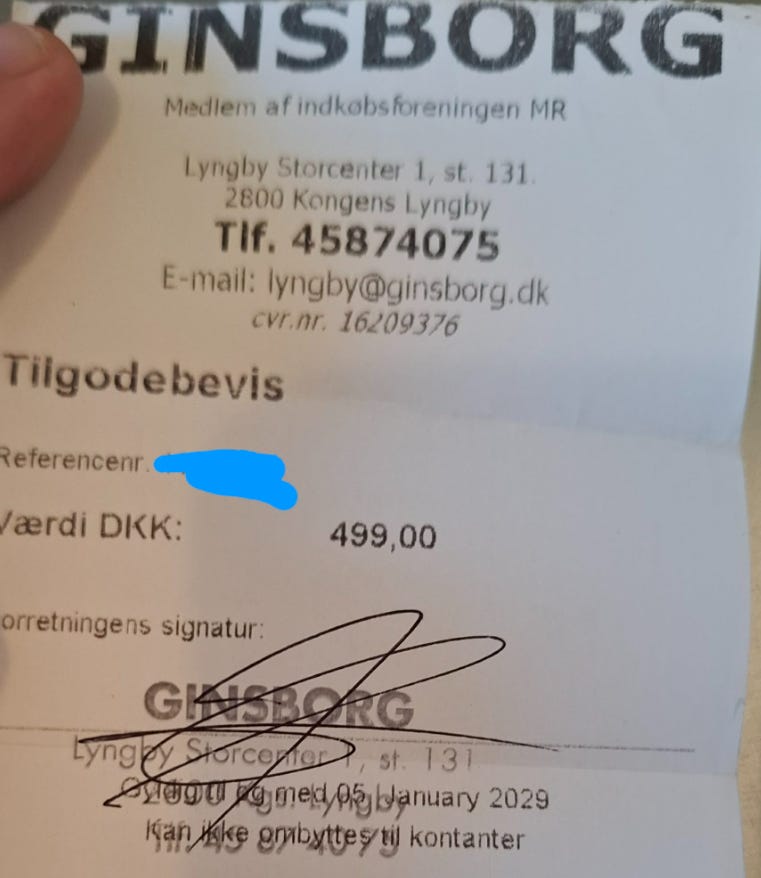 GINSBORG
Medlem af indkøbsforeningen MR
Lyngby Storcenter 1, st. 131.
2800 Kongens Lyngby
Tlf. 45874075
E-mail: lyngby@ginsborg.dk
cvr.nr. 16209376
Tilgodebevis
Referencenr.
Værdi DKK: 499,00
orretningens signatur:
GINSBORG
Lyngby Storcenter 1, st. 131
Gyldig til og med 05 January 2029
Kan ikke ombyttes til kontanter